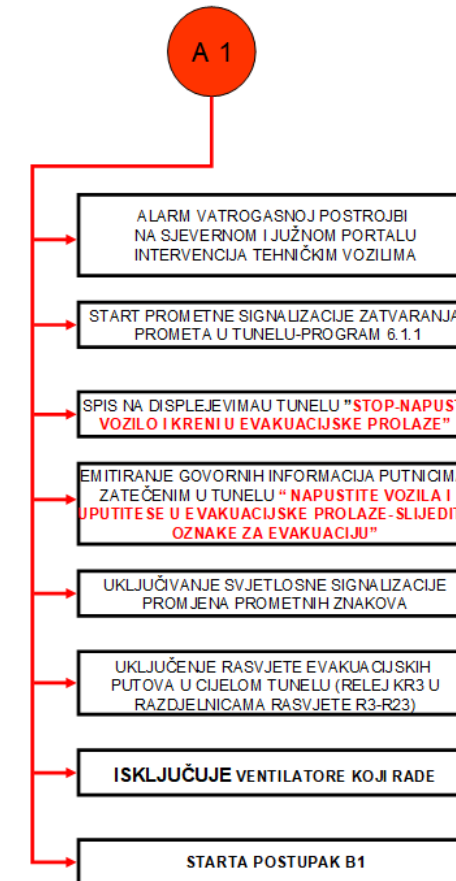 A 1
ALARM VATROGASNOJ POSTROJBI
NA SJEVERNOM I JUŽNOM PORTALU
INTERVENCIJA TEHNIČKIM VOZILIMA
START PROMETNE SIGNALIZACIJE ZATVARANJA
PROMETA U TUNELU-PROGRAM 6.1.1
SPIS NA DISPLEJEVIMAU TUNELU "STOP-NAPUST
VOZILO I KRENI U EVAKUACIJSKE PROLAZE"
EMITIRANJE GOVORNIH INFORMACIJA PUTNICIMA
ZATEČENIM U TUNELU “ NAPUSTITE VOZILA I
UPUTITE SE U EVAKUACIJSKE PROLAZE-SLIJEDIT
OZNAKE ZA EVAKUACIJU”
UKLJUČIVANJE SVJETLOSNE SIGNALIZACIJE
PROMJENA PROMETNIH ZNAKOVA
UKLJUČENJE RASVJETE EVAKUACIJSKIH
PUTOVA U CIJELOM TUNELU (RELEJ KR3 U
RAZDJELNICAMA RASVJETE R3-R23)
ISKLJUČUJE VENTILATORE KOJI RADE
STARTA POSTUPAK B1